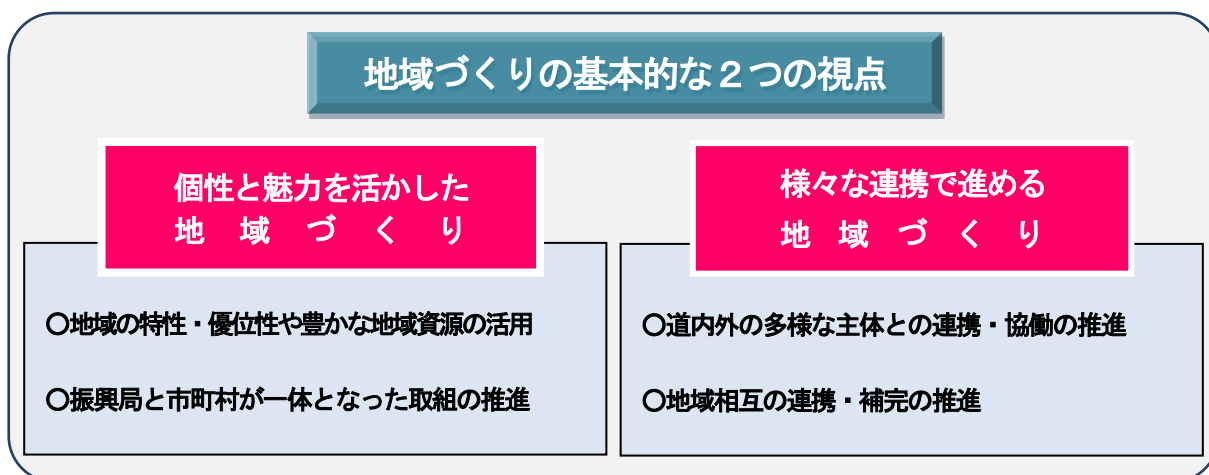 地域づくりの基本的な２つの視点
個性と魅力を活かした
地域づくり
〇地域の特性・優位性や豊かな地域資源の活用
〇振興局と市町村が一体となった取組の推進
様々な連携で進める
地域づくり
〇道内外の多様な主体との連携・協働の推進
〇地域相互の連携・補完の推進